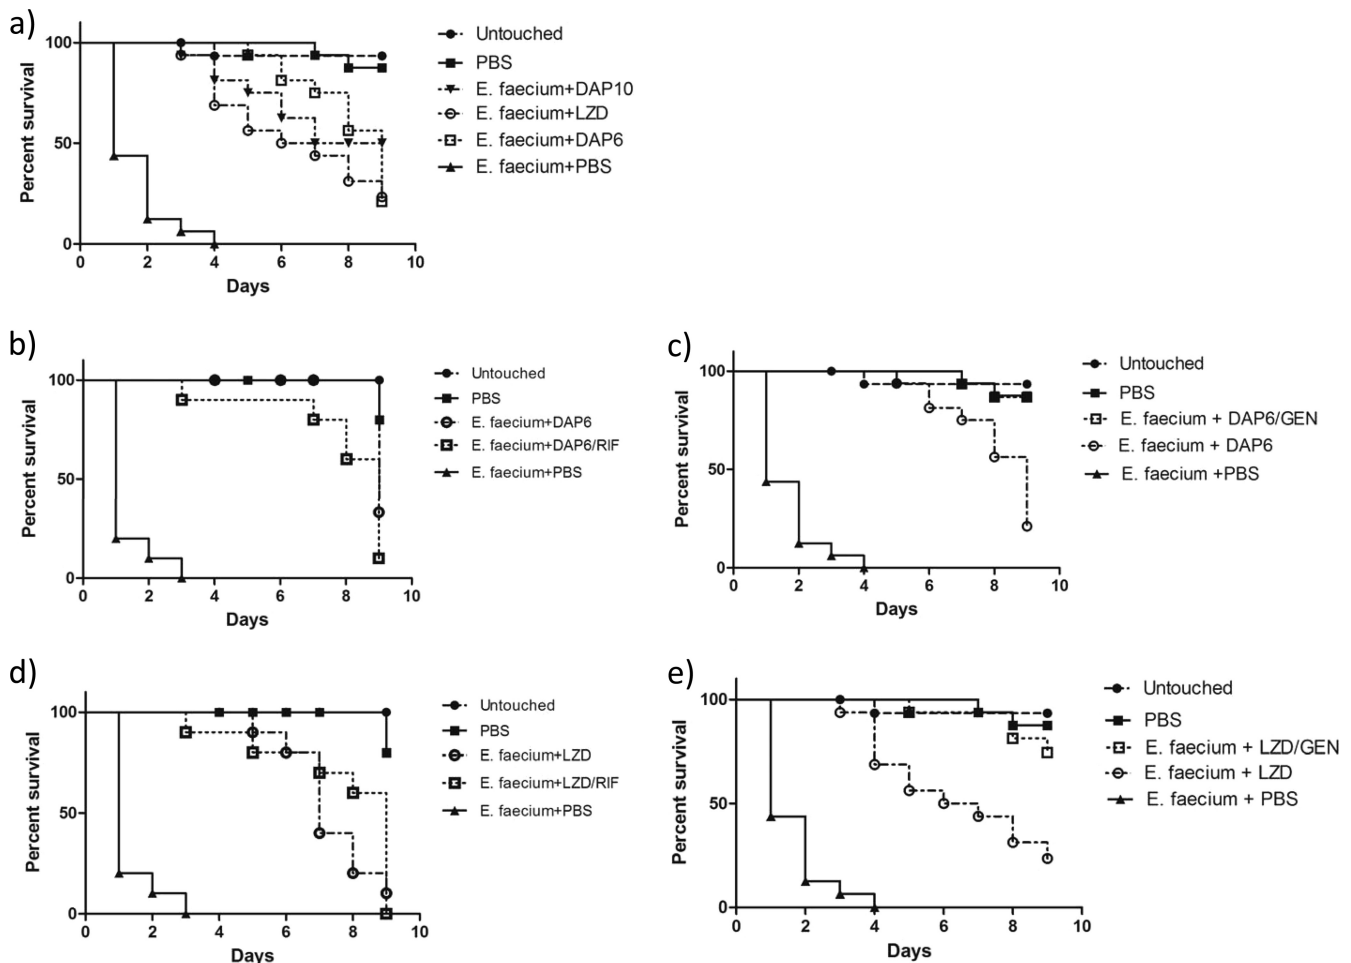 a)
Percent survival
100
50
0
0 2 4 6 8 10
Days
Untouched
PBS
E. faecium+DAP10
E. faecium+LZD
E. faecium+DAP6
E. faecium+PBS
b)
Percent survival
100
50
0
0 2 4 6 8 10
Days
Untouched
PBS
E. faecium+DAP6
E. faecium+DAP6/RIF
E. faecium+PBS
c)
Percent survival
100
50
0
0 2 4 6 8 10
Days
Untouched
PBS
E. faecium + DAP6/GEN
E. faecium + DAP6
E. faecium +PBS
d)
Percent survival
100
50
0
0 2 4 6 8 10
Days
Untouched
PBS
E. faecium+LZD
E. faecium+LZD/RIF
E. faecium+PBS
e)
Percent survival
100
50
0
0 2 4 6 8 10
Days
Untouched
PBS
E. faecium + LZD/GEN
E. faecium + LZD
E. faecium + PBS